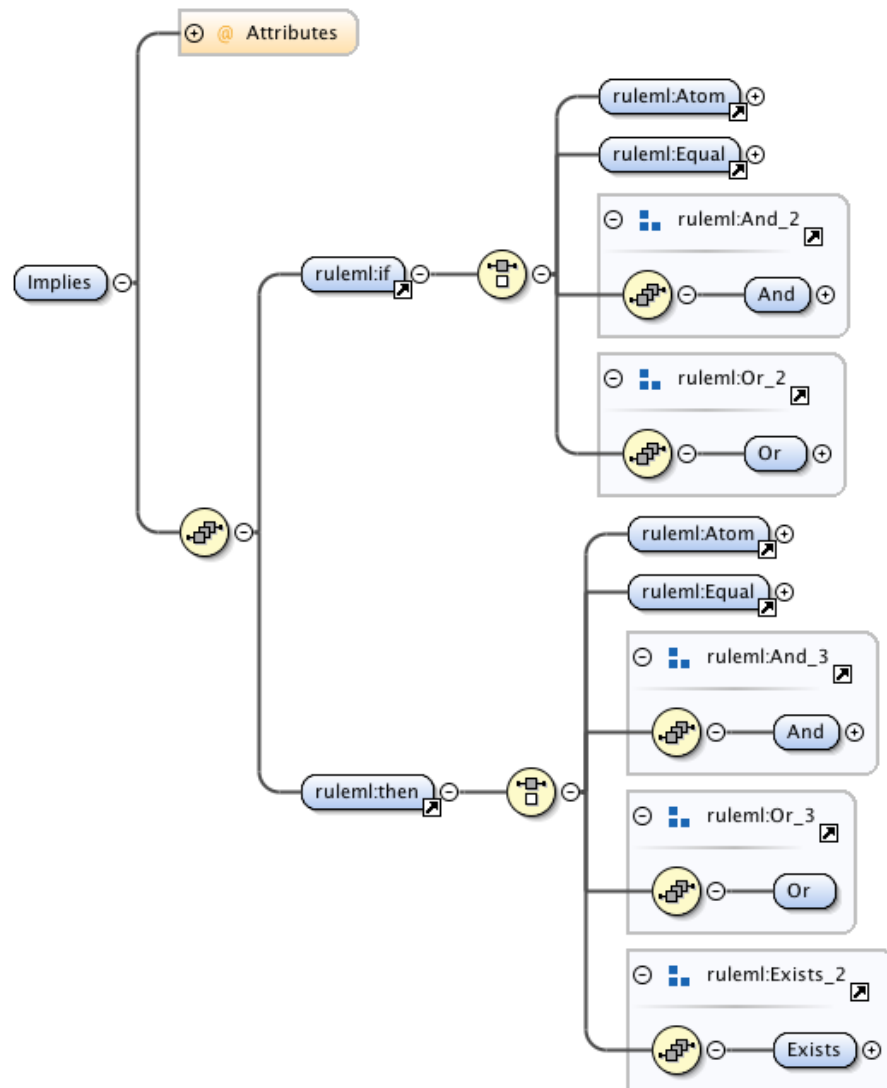 @ Attributes
ruleml:Atom
ruleml:Equal
ruleml:And_2
Implies
ruleml:if
And
ruleml:Or_2
Or
ruleml:Atom
ruleml:Equal
ruleml:And_3
And
ruleml:then
ruleml:Or_3
Or
ruleml:Exists_2
Exists